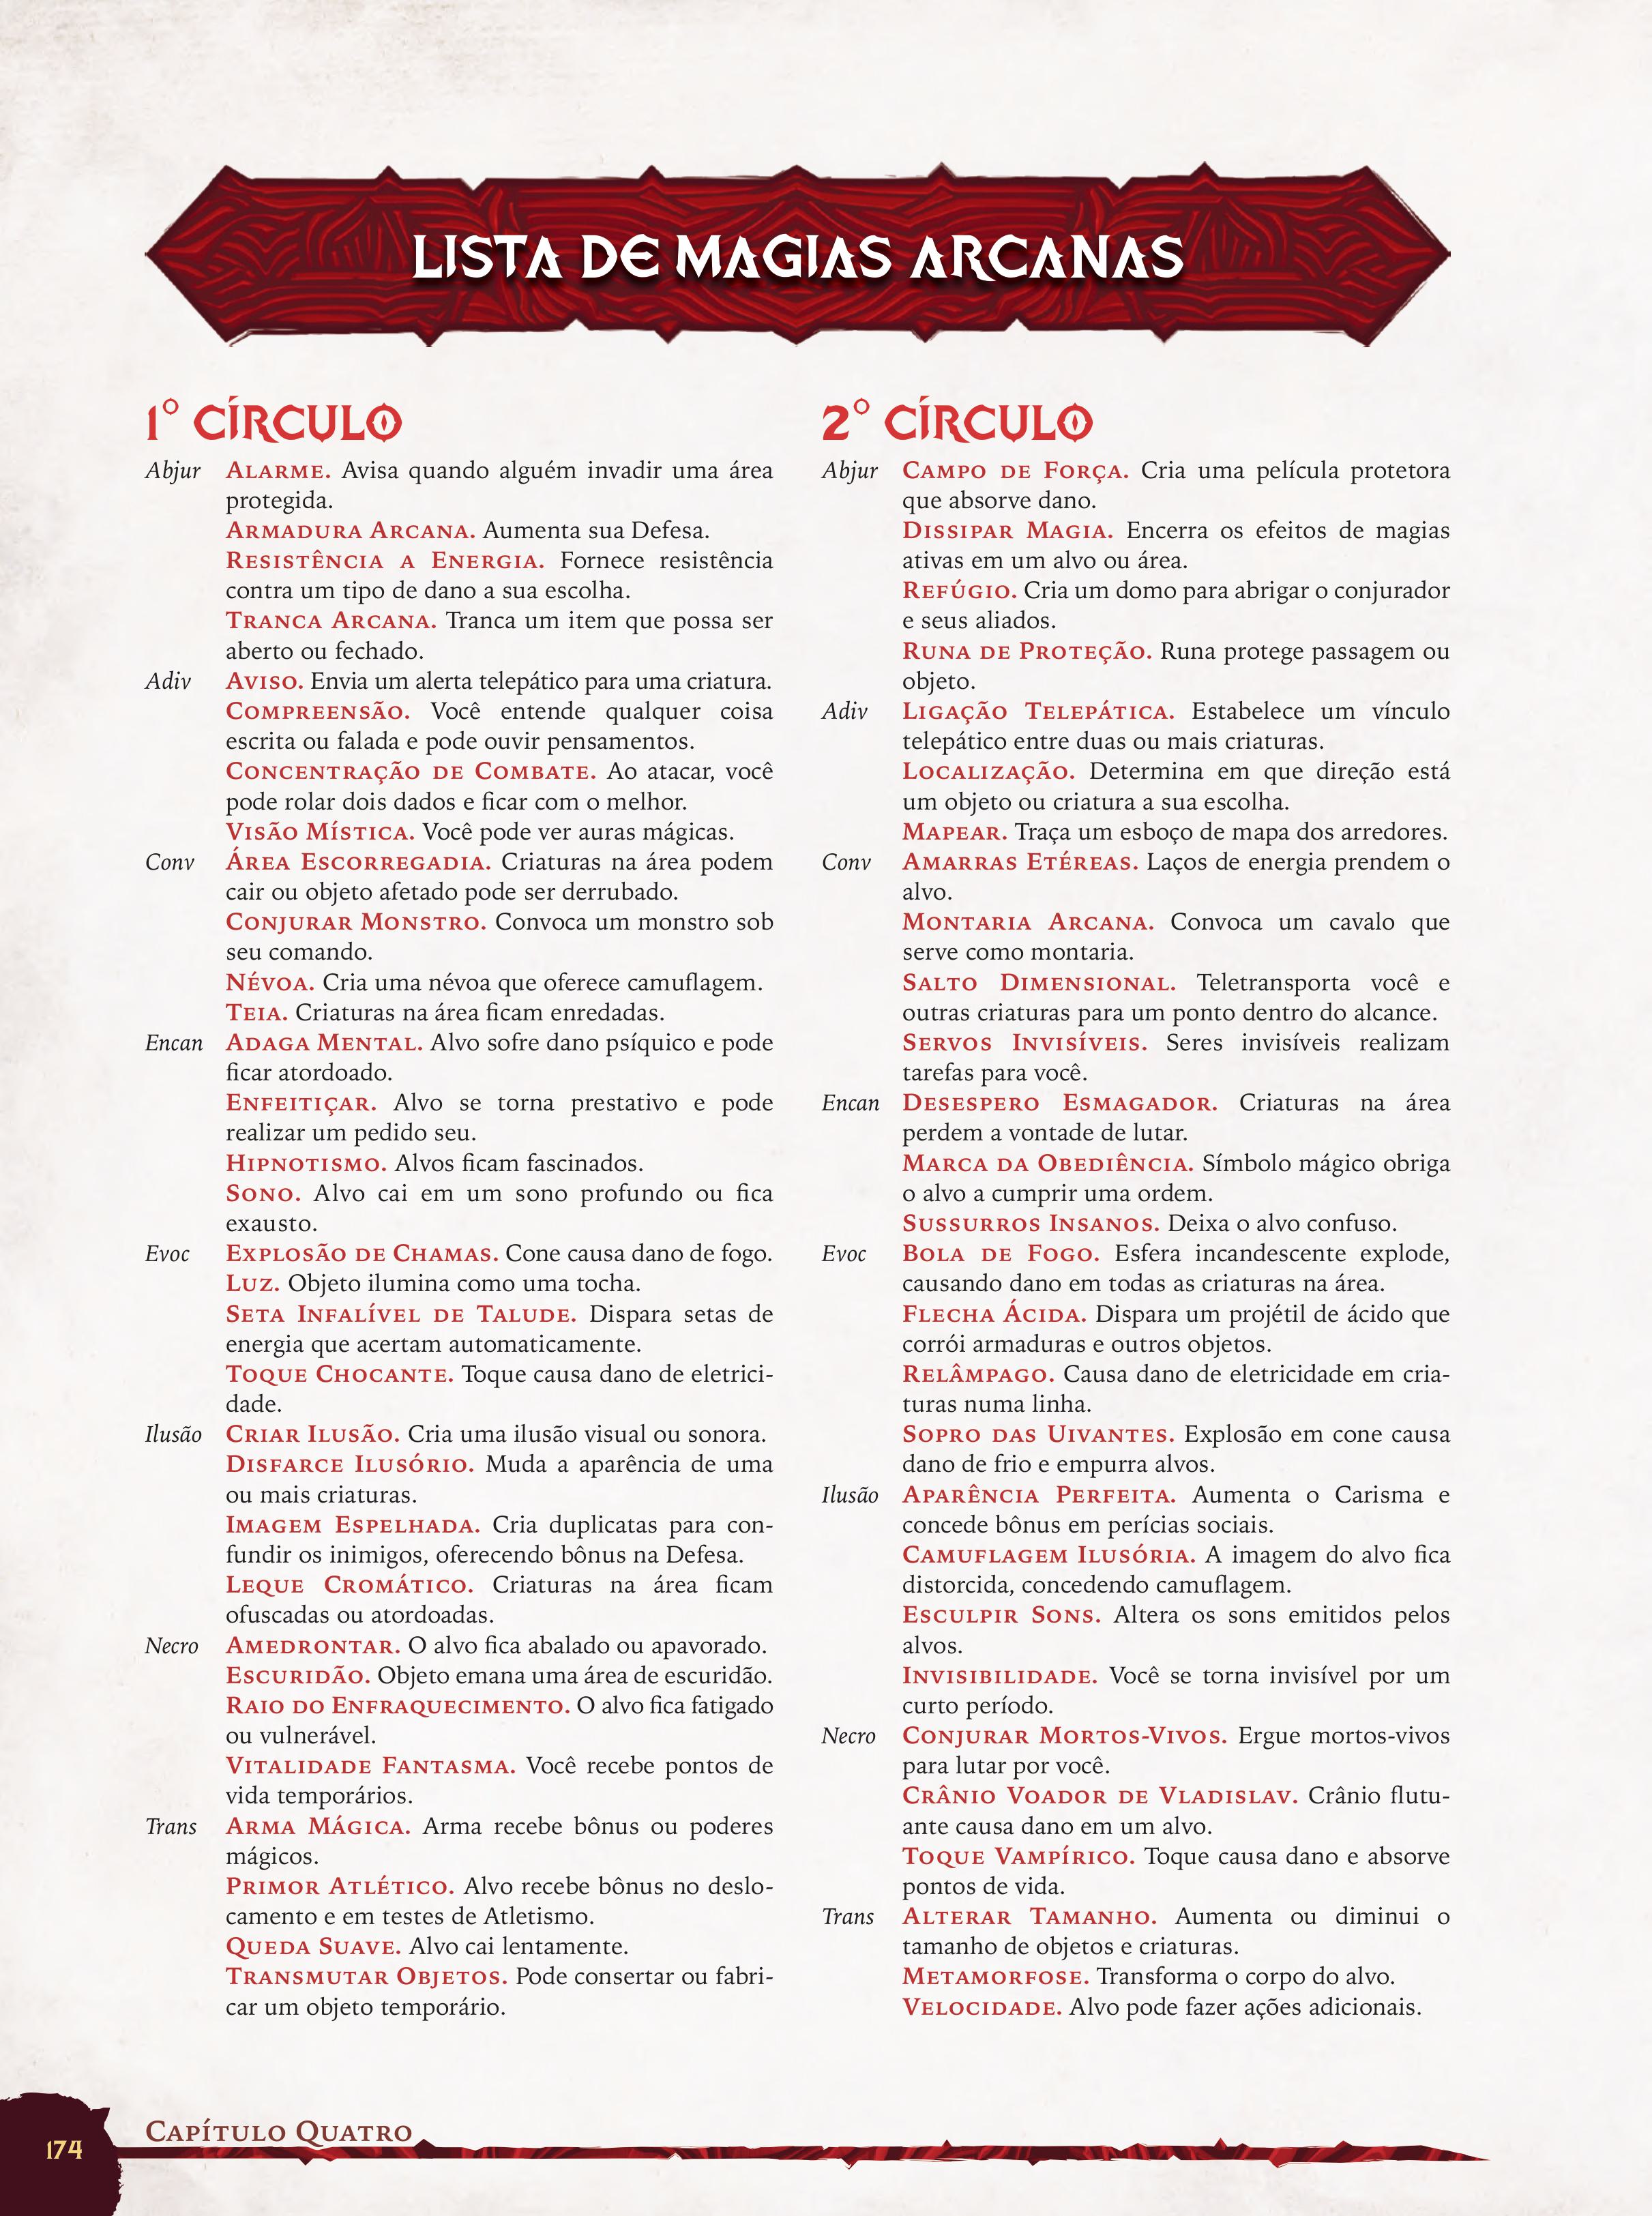 LISTA DE MAGIAS ARCANAS
1° CÍRCULO
Abjur ALARME. Avisa quando alguém invadir uma área
protegida.
ARMADURA ARCANA. Aumenta sua Defesa.
RESISTÊNCIA A ENERGIA. Fornece resistência
contra um tipo de dano a sua escolha.
TRANCA ARCANA. Tranca um item que possa ser
aberto ou fechado.
Adiv AVISO. Envia um alerta telepático para uma criatura.
COMPREENSÃO. Você entende qualquer coisa
escrita ou falada e pode ouvir pensamentos.
CONCENTRAÇÃO DE COMBATE. Ao atacar, você
pode rolar dois dados e ficar com o melhor.
VISÃO MÍSTICA. Você pode ver auras mágicas.
Conv ÁREA ESCORREGADIA. Criaturas na área podem
cair ou objeto afetado pode ser derrubado.
CONJURAR MONSTRO. Convoca um monstro sob
seu comando.
NÉVOA. Cria uma névoa que oferece camuflagem.
TEIA. Criaturas na área ficam enredadas.
Encan ADAGA MENTAL. Alvo sofre dano psíquico e pode
ficar atordoado.
ENFEITIÇAR. Alvo se torna prestativo e pode
realizar um pedido seu.
HIPNOTISMO. Alvos ficam fascinados.
SONO. Alvo cai em um sono profundo ou fica
exausto.
Evoc EXPLOSÃO DE CHAMAS. Cone causa dano de fogo.
LUZ. Objeto ilumina como uma tocha.
SETA INFALÍVEL DE TALUDE. Dispara setas de
energia que acertam automaticamente.
TOQUE CHOCANTE. Toque causa dano de eletrici-
dade.
Ilusão CRIAR ILUSÃO. Cria uma ilusão visual ou sonora.
DISFARCE ILUSÓRIO. Muda a aparência de uma
ou mais criaturas.
IMAGEM ESPELHADA. Cria duplicatas para con-
fundir os inimigos, oferecendo bônus na Defesa.
LEQUE CROMÁTICO. Criaturas na área ficam
ofuscadas ou atordoadas.
Necro AMEDRONTAR. O alvo fica abalado ou apavorado.
ESCURIDÃO. Objeto emana uma área de escuridão.
RAIO DO ENFRAQUECIMENTO. O alvo fica fatigado
ou vulnerável.
VITALIDADE FANTASMA. Você recebe pontos de
vida temporários.
Trans ARMA MÁGICA. Arma recebe bônus ou poderes
mágicos.
PRIMOR ATLÉTICO. Alvo recebe bônus no deslo-
camento e em testes de Atletismo.
QUEDA SUAVE. Alvo cai lentamente.
TRANSMUTAR OBJETOS. Pode consertar ou fabri-
car um objeto temporário.
2° CÍRCULO
Abjur CAMPO DE FORÇA. Cria uma película protetora
que absorve dano.
DISSIPAR MAGIA. Encerra os efeitos de magias
ativas em um alvo ou área.
REFÚGIO. Cria um domo para abrigar o conjurador
e seus aliados.
RUNA DE PROTEÇÃO. Runa protege passagem ou
objeto.
Adiv LIGAÇÃO TELEPÁTICA. Estabelece um vínculo
telepático entre duas ou mais criaturas.
LOCALIZAÇÃO. Determina em que direção está
um objeto ou criatura a sua escolha.
MAPEAR. Traça um esboço de mapa dos arredores.
Conv AMARRAS ETÉREAS. Laços de energia prendem o
alvo.
MONTARIA ARCANA. Convoca um cavalo que
serve como montaria.
SALTO DIMENSIONAL. Teletransporta você e
outras criaturas para um ponto dentro do alcance.
SERVOS INVISÍVEIS. Seres invisíveis realizam
tarefas para você.
Encan DESESPERO ESMAGADOR. Criaturas na área
perdem a vontade de lutar.
MARCA DA OBEDIÊNCIA. Símbolo mágico obriga
o alvo a cumprir uma ordem.
SUSSURROS INSANOS. Deixa o alvo confuso.
Evoc BOLA DE FOGO. Esfera incandescente explode,
causando dano em todas as criaturas na área.
FLECHA ÁCIDA. Dispara um projétil de ácido que
corrói armaduras e outros objetos.
RELÂMPAGO. Causa dano de eletricidade em cria-
turas numa linha.
SOPRO DAS UIVANTES. Explosão em cone causa
dano de frio e empurra alvos.
Ilusão APARÊNCIA PERFEITA. Aumenta o Carisma e
concede bônus em perícias sociais.
CAMUFLAGEM ILUSÓRIA. A imagem do alvo fica
distorcida, concedendo camuflagem.
ESCULPIR SONS. Altera os sons emitidos pelos
alvos.
INVISIBILIDADE. Você se torna invisível por um
curto período.
Necro CONJURAR MORTOS-VIVOS. Ergue mortos-vivos
para lutar por você.
CRÂNIO VOADOR DE VLADISLAV. Crânio flutu-
ante causa dano em um alvo.
TOQUE VAMPÍRICO. Toque causa dano e absorve
pontos de vida.
Trans ALTERAR TAMANHO. Aumenta ou diminui o
tamanho de objetos e criaturas.
METAMORFOSE. Transforma o corpo do alvo.
VELOCIDADE. Alvo pode fazer ações adicionais.
CAPÍTULO QUATRO
174